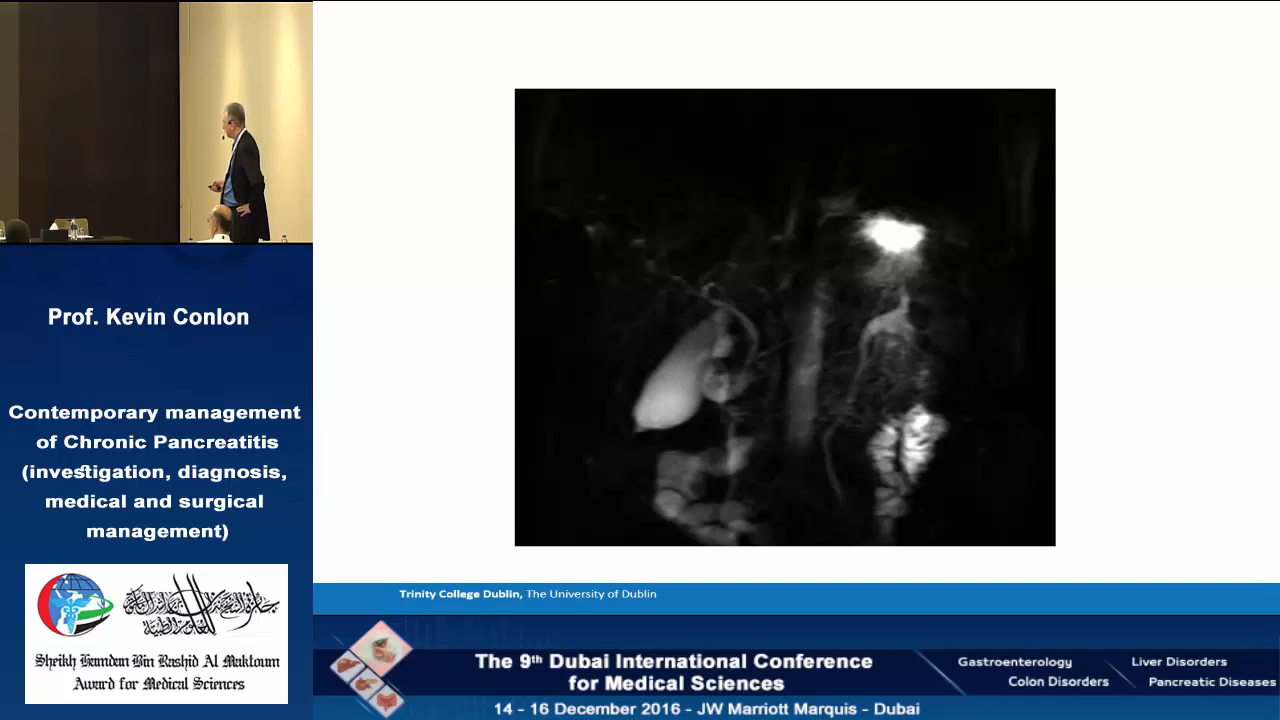 Prof. Kevin Conlon
Contemporary management
of Chronic Pancreatitis
(investigation, diagnosis,
medical and surgical
management)
Sheikh Hamdan Bin Rashid Al Maktoum
Award for Medical Sciences
Trinity College Dublin, The University of Dublin
The 9th Dubai International Conference
for Medical Sciences
14 - 16 December 2016 - JW Marriott Marquis - Dubai
Gastroenterology
Liver Disorders
Colon Disorders
Pancreatic Diseases